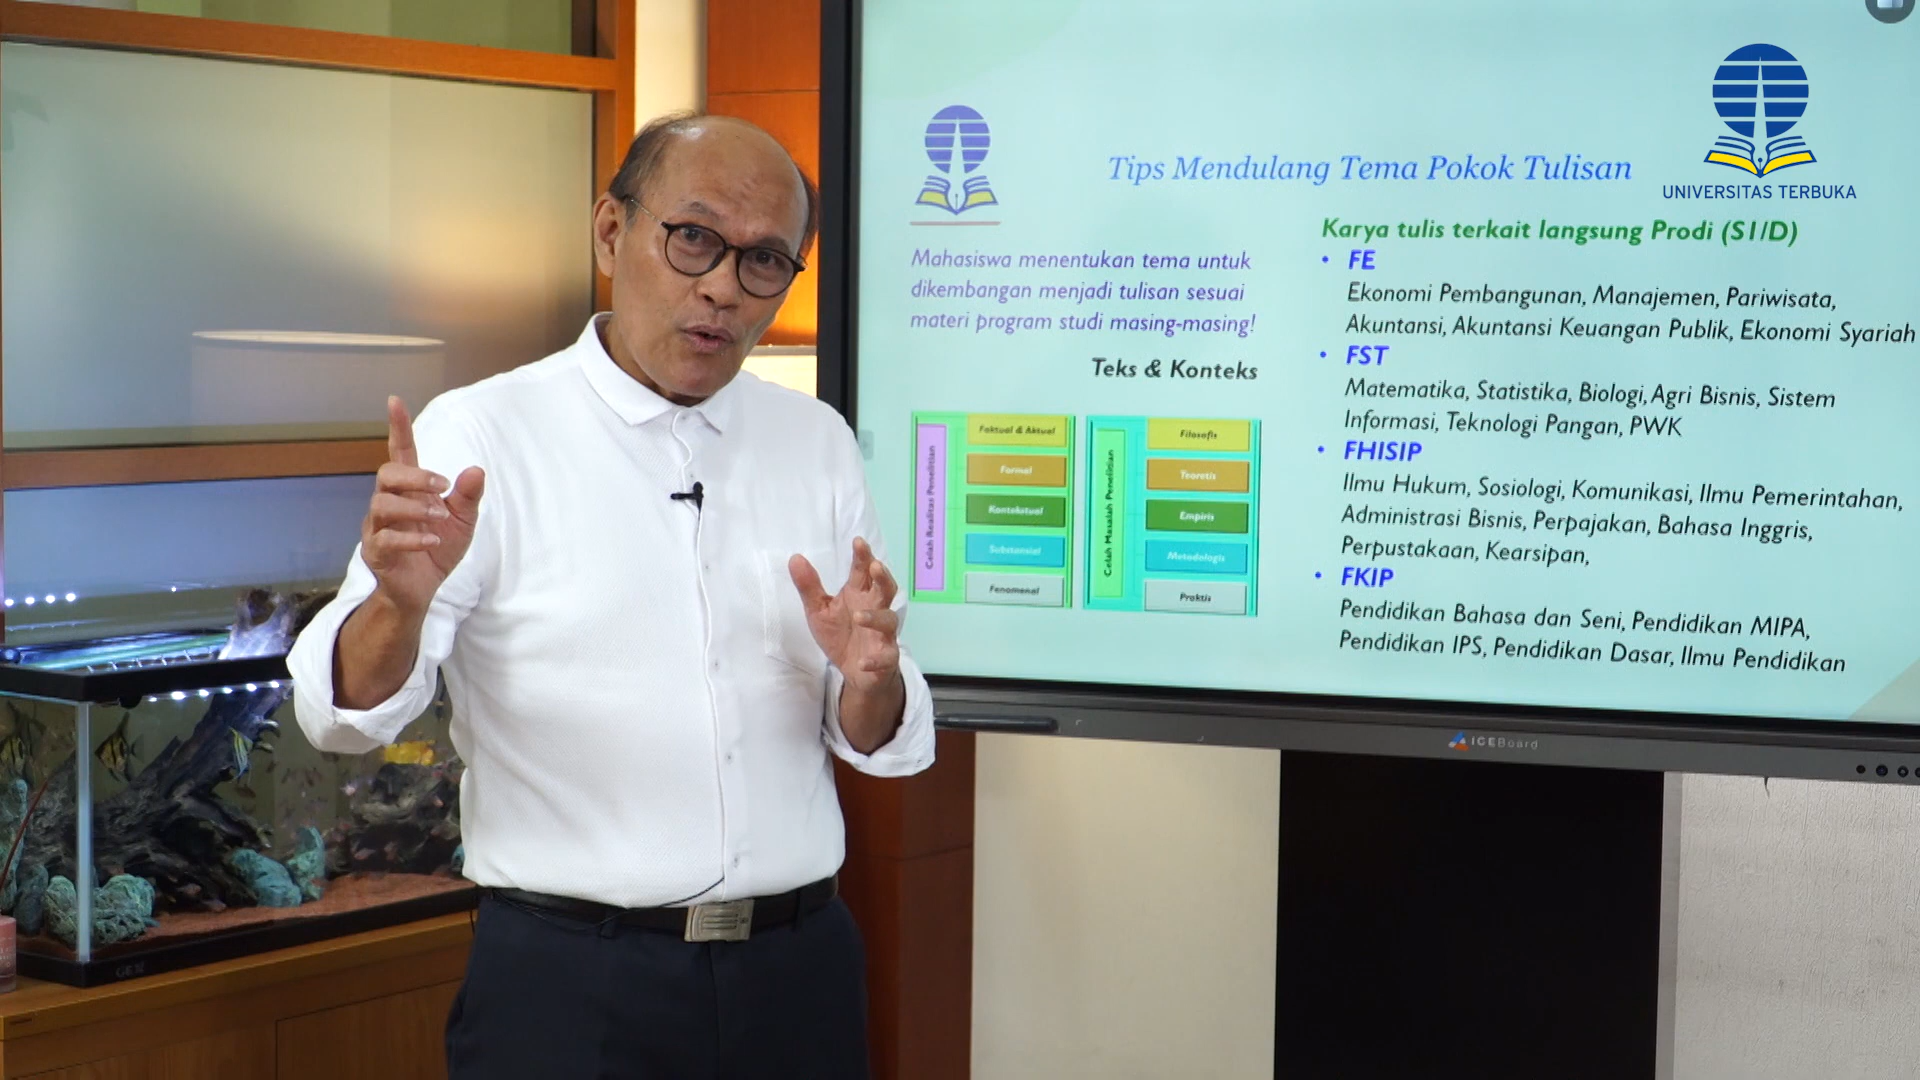 UNIVERSITAS TERBUKA
Tips Mendulang Tema Pokok Tulisan
Mahasiswa menentukan tema untuk
dikembangan menjadi tulisan sesuai
materi program studi masing-masing!
Teks & Konteks
Celah Realitas Penelitian
Faktual & Aktual
Formal
Kontekstual
Substansial
Fenomenal
Celah Masalah Penelitian
Filosofis
Teoretis
Empiris
Metodologis
Praktis
Karya tulis terkait langsung Prodi (S1/D)
• FE
Ekonomi Pembangunan, Manajemen, Pariwisata,
Akuntansi, Akuntansi Keuangan Publik, Ekonomi Syariah
• FST
Matematika, Statistika, Biologi, Agri Bisnis, Sistem
Informasi, Teknologi Pangan, PWK
• FHISIP
Ilmu Hukum, Sosiologi, Komunikasi, Ilmu Pemerintahan,
Administrasi Bisnis, Perpajakan, Bahasa Inggris,
Perpustakaan, Kearsipan,
• FKIP
Pendidikan Bahasa dan Seni, Pendidikan MIPA,
Pendidikan IPS, Pendidikan Dasar, Ilmu Pendidikan
ICEBoard